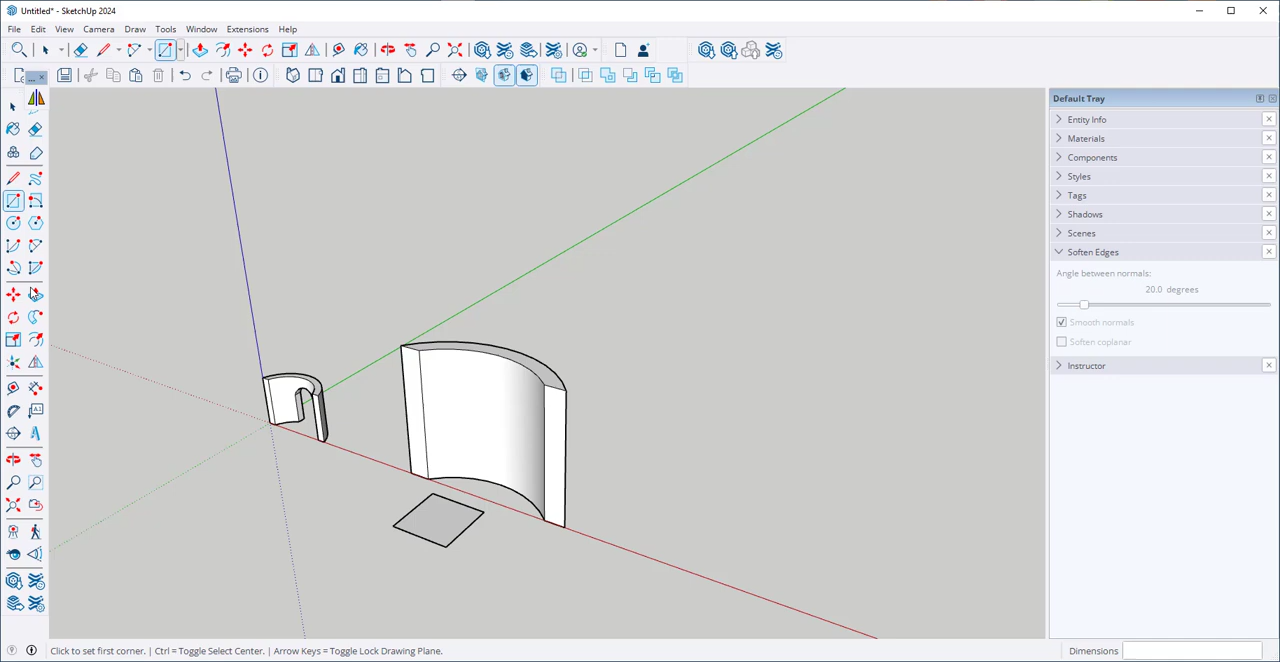 Untitled* - SketchUp 2024
File Edit View Camera Draw Tools Window Extensions Help
...
Default Tray
Entity Info
Materials
Components
Styles
Tags
Shadows
Scenes
Soften Edges
Angle between normals:
20.0 degrees
Smooth normals
Soften coplanar
Instructor
Click to set first corner. | Ctrl = Toggle Select Center. | Arrow Keys = Toggle Lock Drawing Plane.
Dimensions